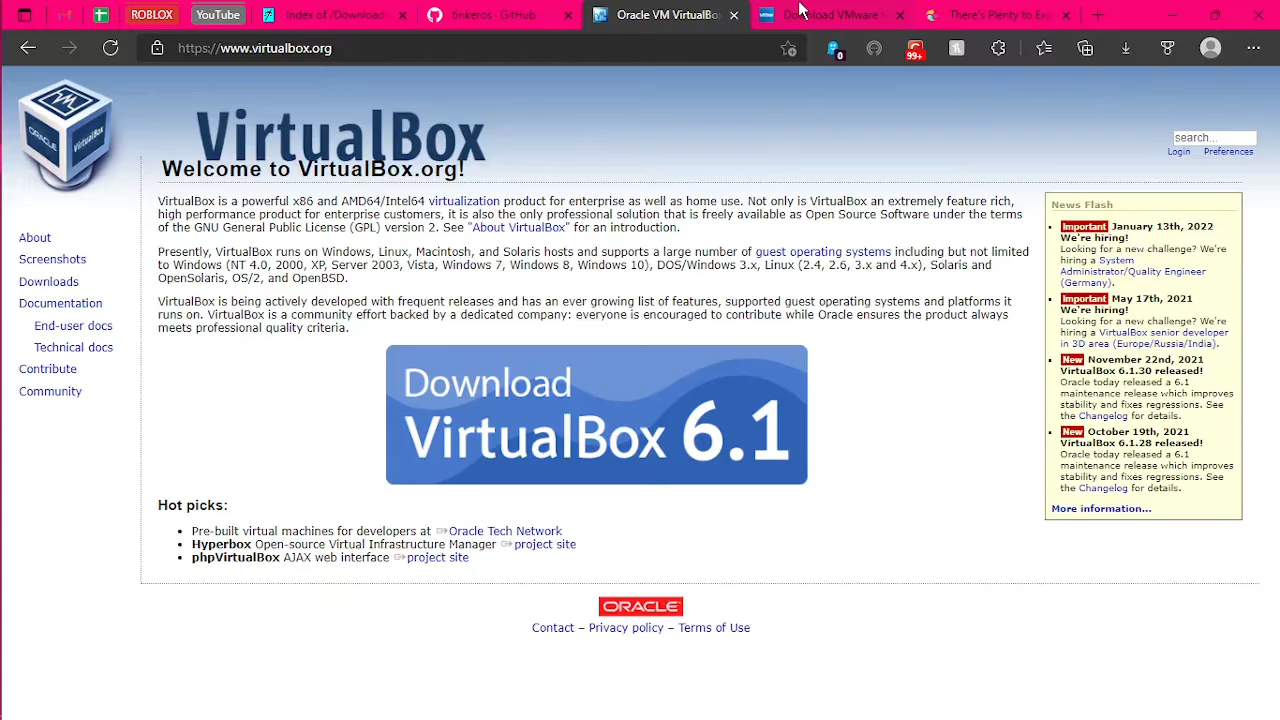 ROBLOX
YouTube
Index of /Download
tinkeros · GitHub
Oracle VM VirtualBo
Download VMware
There's Plenty to Ex
https://www.virtualbox.org
0
99+
ORACLE
VirtualBox
VirtualBox
search...
Login Preferences
Welcome to VirtualBox.org!
About
Screenshots
Downloads
Documentation
End-user docs
Technical docs
Contribute
Community
VirtualBox is a powerful x86 and AMD64/Intel64 virtualization product for enterprise as well as home use. Not only is VirtualBox an extremely feature rich,
high performance product for enterprise customers, it is also the only professional solution that is freely available as Open Source Software under the terms
of the GNU General Public License (GPL) version 2. See "About VirtualBox" for an introduction.
Presently, VirtualBox runs on Windows, Linux, Macintosh, and Solaris hosts and supports a large number of guest operating systems including but not limited
to Windows (NT 4.0, 2000, XP, Server 2003, Vista, Windows 7, Windows 8, Windows 10), DOS/Windows 3.x, Linux (2.4, 2.6, 3.x and 4.x), Solaris and
OpenSolaris, OS/2, and OpenBSD.
VirtualBox is being actively developed with frequent releases and has an ever growing list of features, supported guest operating systems and platforms it
runs on. VirtualBox is a community effort backed by a dedicated company: everyone is encouraged to contribute while Oracle ensures the product always
meets professional quality criteria.
Download
VirtualBox 6.1
Hot picks:
Pre-built virtual machines for developers at Oracle Tech Network
Hyperbox Open-source Virtual Infrastructure Manager project site
phpVirtualBox AJAX web interface project site
News Flash
Important January 13th, 2022
We're hiring!
Looking for a new challenge? We're
hiring a System
Administrator/Quality Engineer
(Germany).
Important May 17th, 2021
We're hiring!
Looking for a new challenge? We're
hiring a VirtualBox senior developer
in 3D area (Europe/Russia/India).
New November 22nd, 2021
VirtualBox 6.1.30 released!
Oracle today released a 6.1
maintenance release which improves
stability and fixes regressions. See
the Changelog for details.
New October 19th, 2021
VirtualBox 6.1.28 released!
Oracle today released a 6.1
maintenance release which improves
stability and fixes regressions. See
the Changelog for details.
More information...
ORACLE
Contact – Privacy policy – Terms of Use